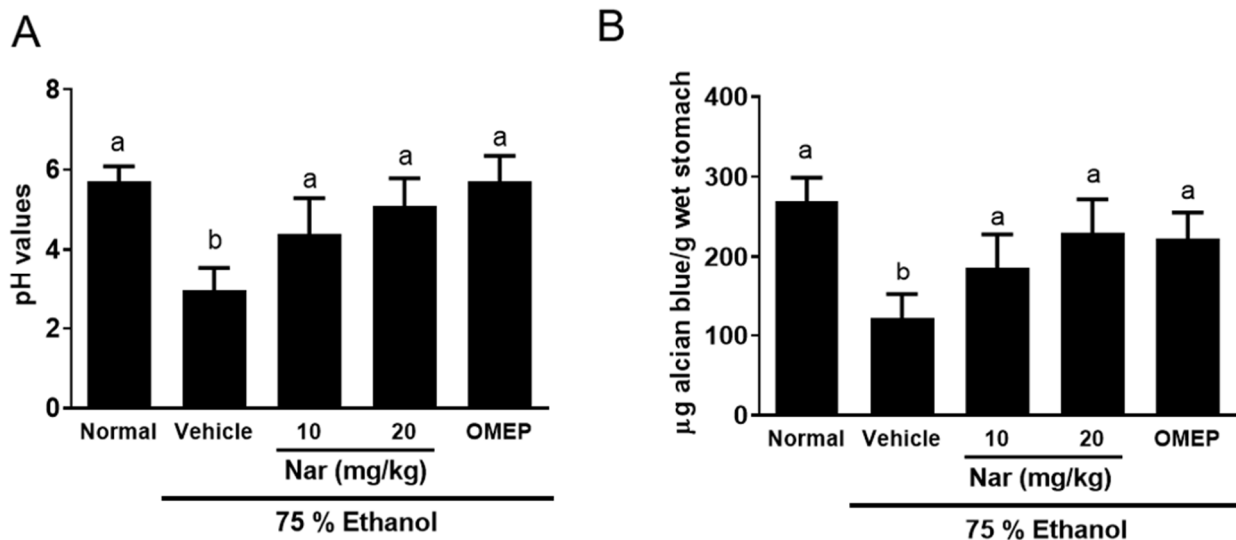 A
pH values
8
6
4
2
0
a
b
a
a
a
Normal
Vehicle
10
20
OMEP
Nar (mg/kg)
75 % Ethanol
B
µg alcian blue/g wet stomach
400
300
200
100
0
a
b
a
a
a
Normal
Vehicle
10
20
OMEP
Nar (mg/kg)
75 % Ethanol